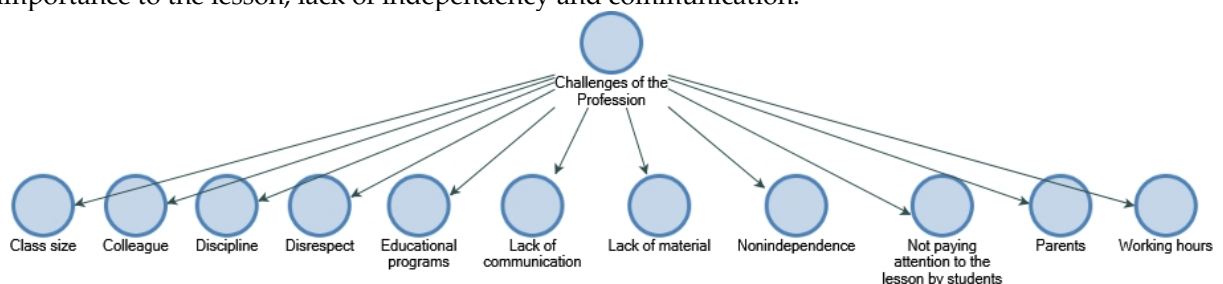 importance to the lesson, lack of independency and communication.
Challenges of the
Profession
Class size
Colleague
Discipline
Disrespect
Educational
programs
Lack of
communication
Lack of material
Nonindependence
Not paying
attention to the
lesson by students
Parents
Working hours